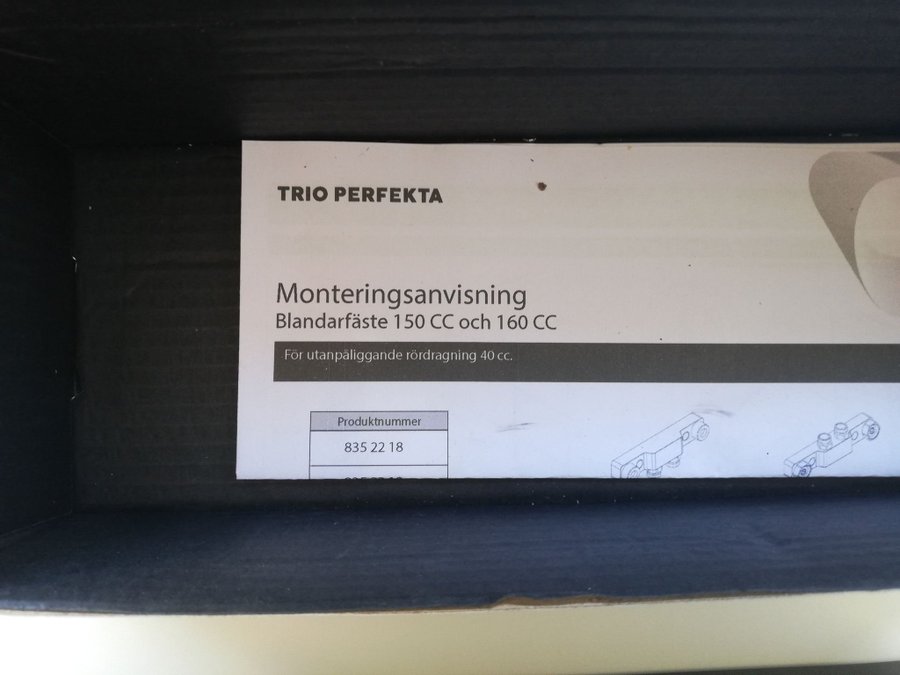 TRIO PERFEKTA
Monteringsanvisning
Blandarfäste 150 CC och 160 CC
För utanpåliggande rördragning 40 cc.
Produktnummer
835 22 18